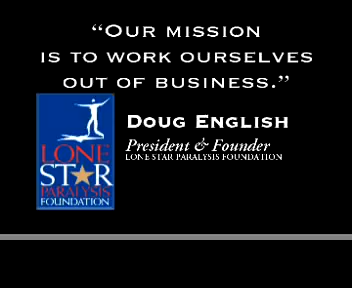 “Our mission
is to work ourselves
out of business.”
Doug English
President & Founder
LONE STAR PARALYSIS FOUNDATION
LONE
STAR
PARALYSIS
FOUNDATION